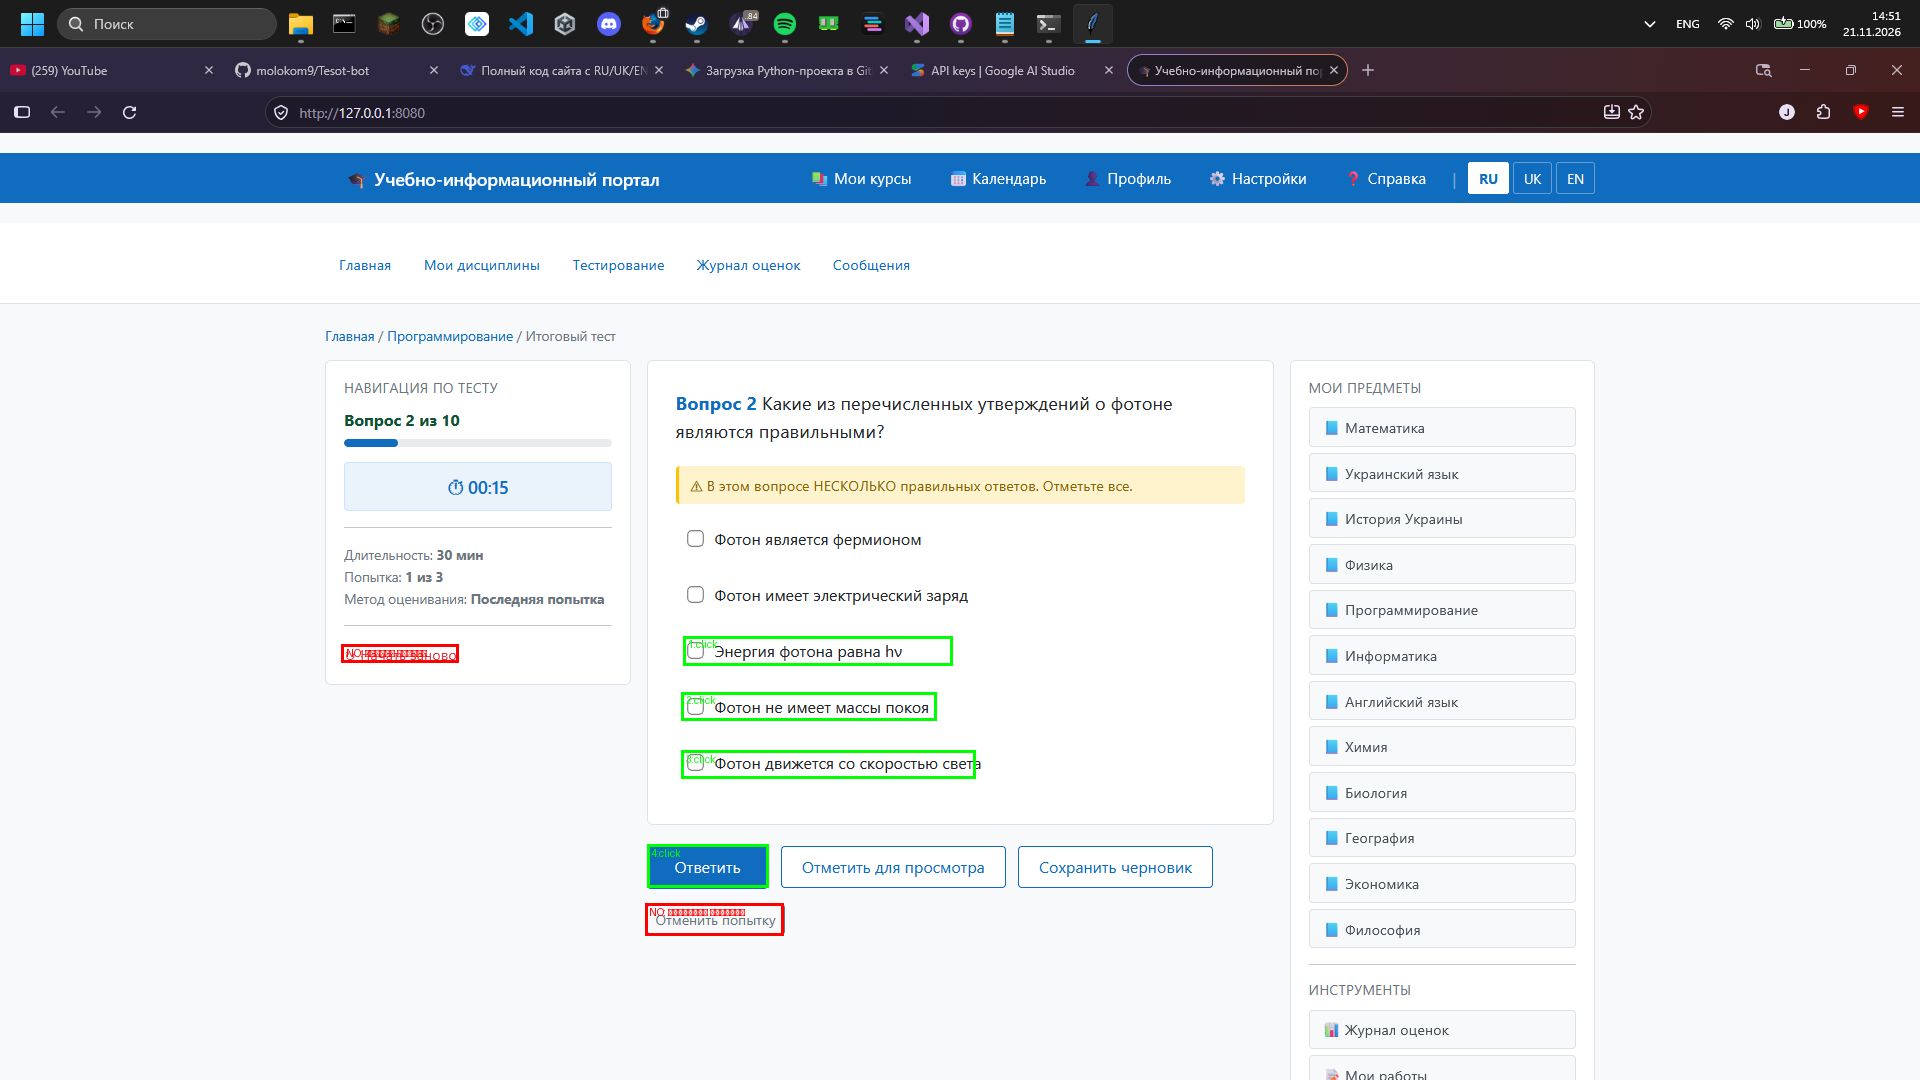 Поиск
84
ENG
100%
14:51
21.11.2026
(259) YouTube
molokom9/Tesot-bot
Полный код сайта с RU/UK/EN
Загрузка Python-проекта в Git
API keys | Google AI Studio
Учебно-информационный пор
http://127.0.0.1:8080
J
Учебно-информационный портал
Мои курсы
Календарь
Профиль
Настройки
Справка
|
RU
UK
EN
Главная
Мои дисциплины
Тестирование
Журнал оценок
Сообщения
Главная / Программирование / Итоговый тест
НАВИГАЦИЯ ПО ТЕСТУ
Вопрос 2 из 10
00:15
Длительность: 30 мин
Попытка: 1 из 3
Метод оценивания: Последняя попытка
NO
Начать заново
Вопрос 2 Какие из перечисленных утверждений о фотоне
являются правильными?
⚠ В этом вопросе НЕСКОЛЬКО правильных ответов. Отметьте все.
Фотон является фермионом
Фотон имеет электрический заряд
1:click
Энергия фотона равна hν
2:click
Фотон не имеет массы покоя
3:click
Фотон движется со скоростью света
4:click
Ответить
Отметить для просмотра
Сохранить черновик
NO
Отменить попытку
МОИ ПРЕДМЕТЫ
Математика
Украинский язык
История Украины
Физика
Программирование
Информатика
Английский язык
Химия
Биология
География
Экономика
Философия
ИНСТРУМЕНТЫ
Журнал оценок
Мои работы